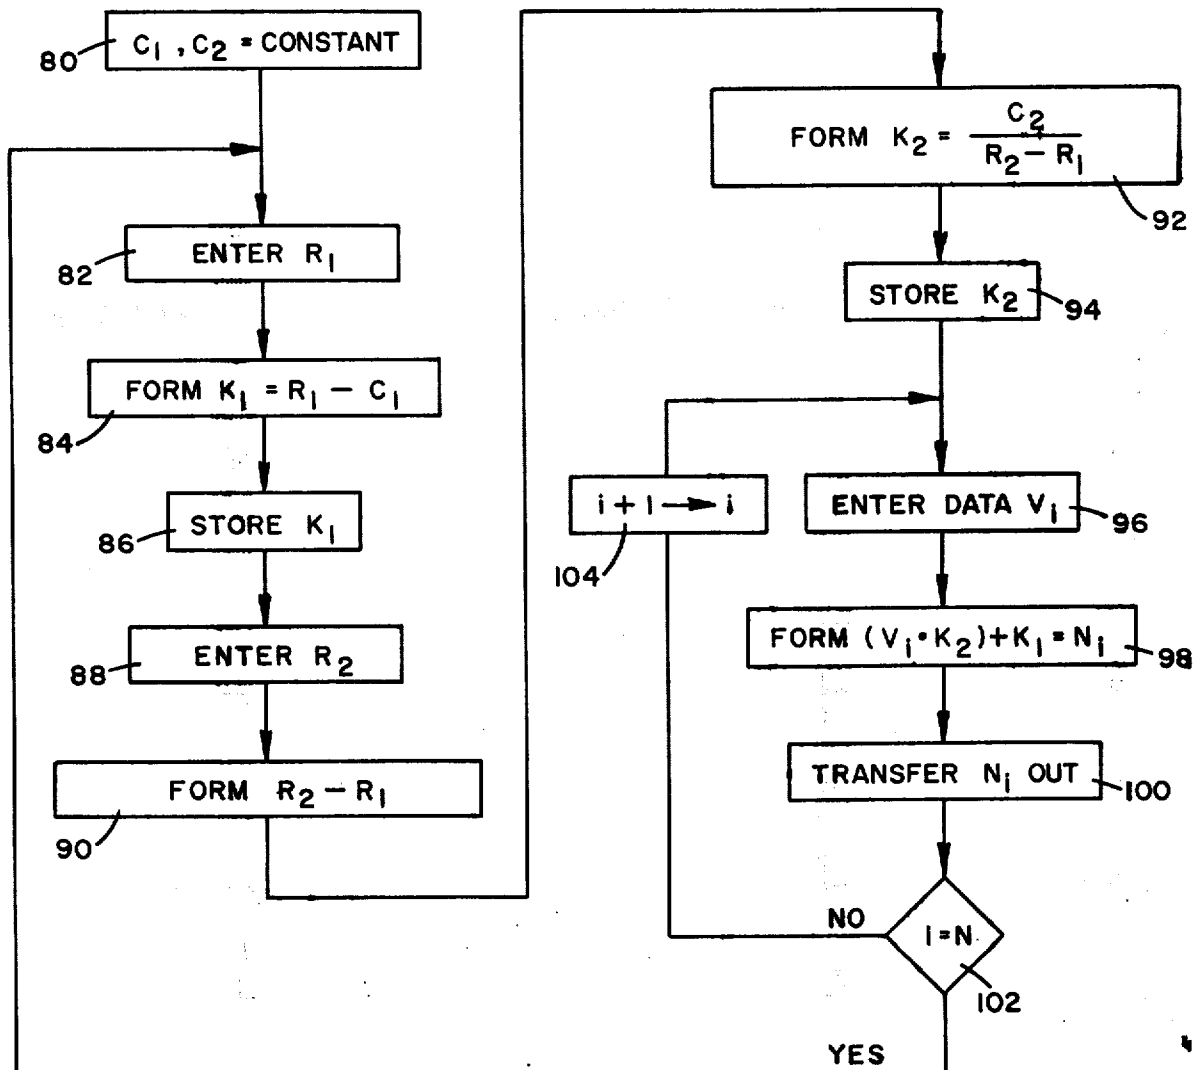 C₁, C₂ = CONSTANT
80
ENTER R₁
82
FORM K₁ = R₁ − C₁
84
STORE K₁
86
ENTER R₂
88
FORM R₂ − R₁
90
FORM K₂ = C₂ / (R₂ − R₁)
92
STORE K₂
94
ENTER DATA Vᵢ
96
i + 1 → i
104
FORM (Vᵢ • K₂) + K₁ = Nᵢ
98
TRANSFER Nᵢ OUT
100
NO
i = N
102
YES